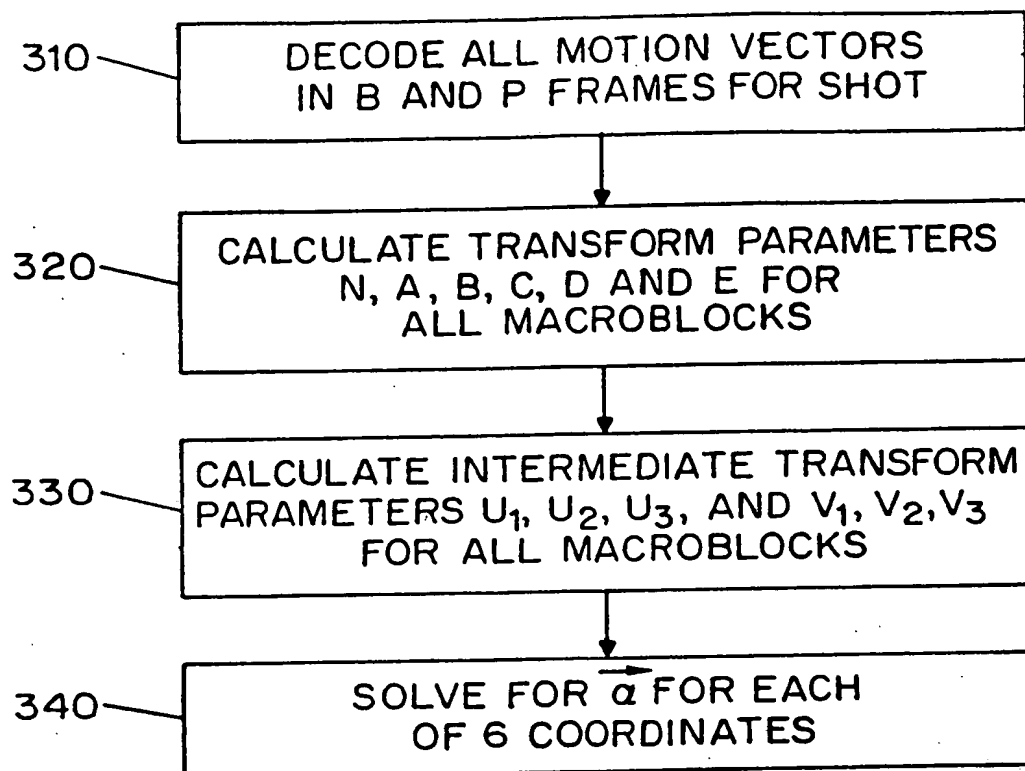 310
DECODE ALL MOTION VECTORS
IN B AND P FRAMES FOR SHOT
320
CALCULATE TRANSFORM PARAMETERS
N, A, B, C, D AND E FOR
ALL MACROBLOCKS
330
CALCULATE INTERMEDIATE TRANSFORM
PARAMETERS U₁, U₂, U₃, AND V₁, V₂, V₃
FOR ALL MACROBLOCKS
340
SOLVE FOR α⃗ FOR EACH
OF 6 COORDINATES